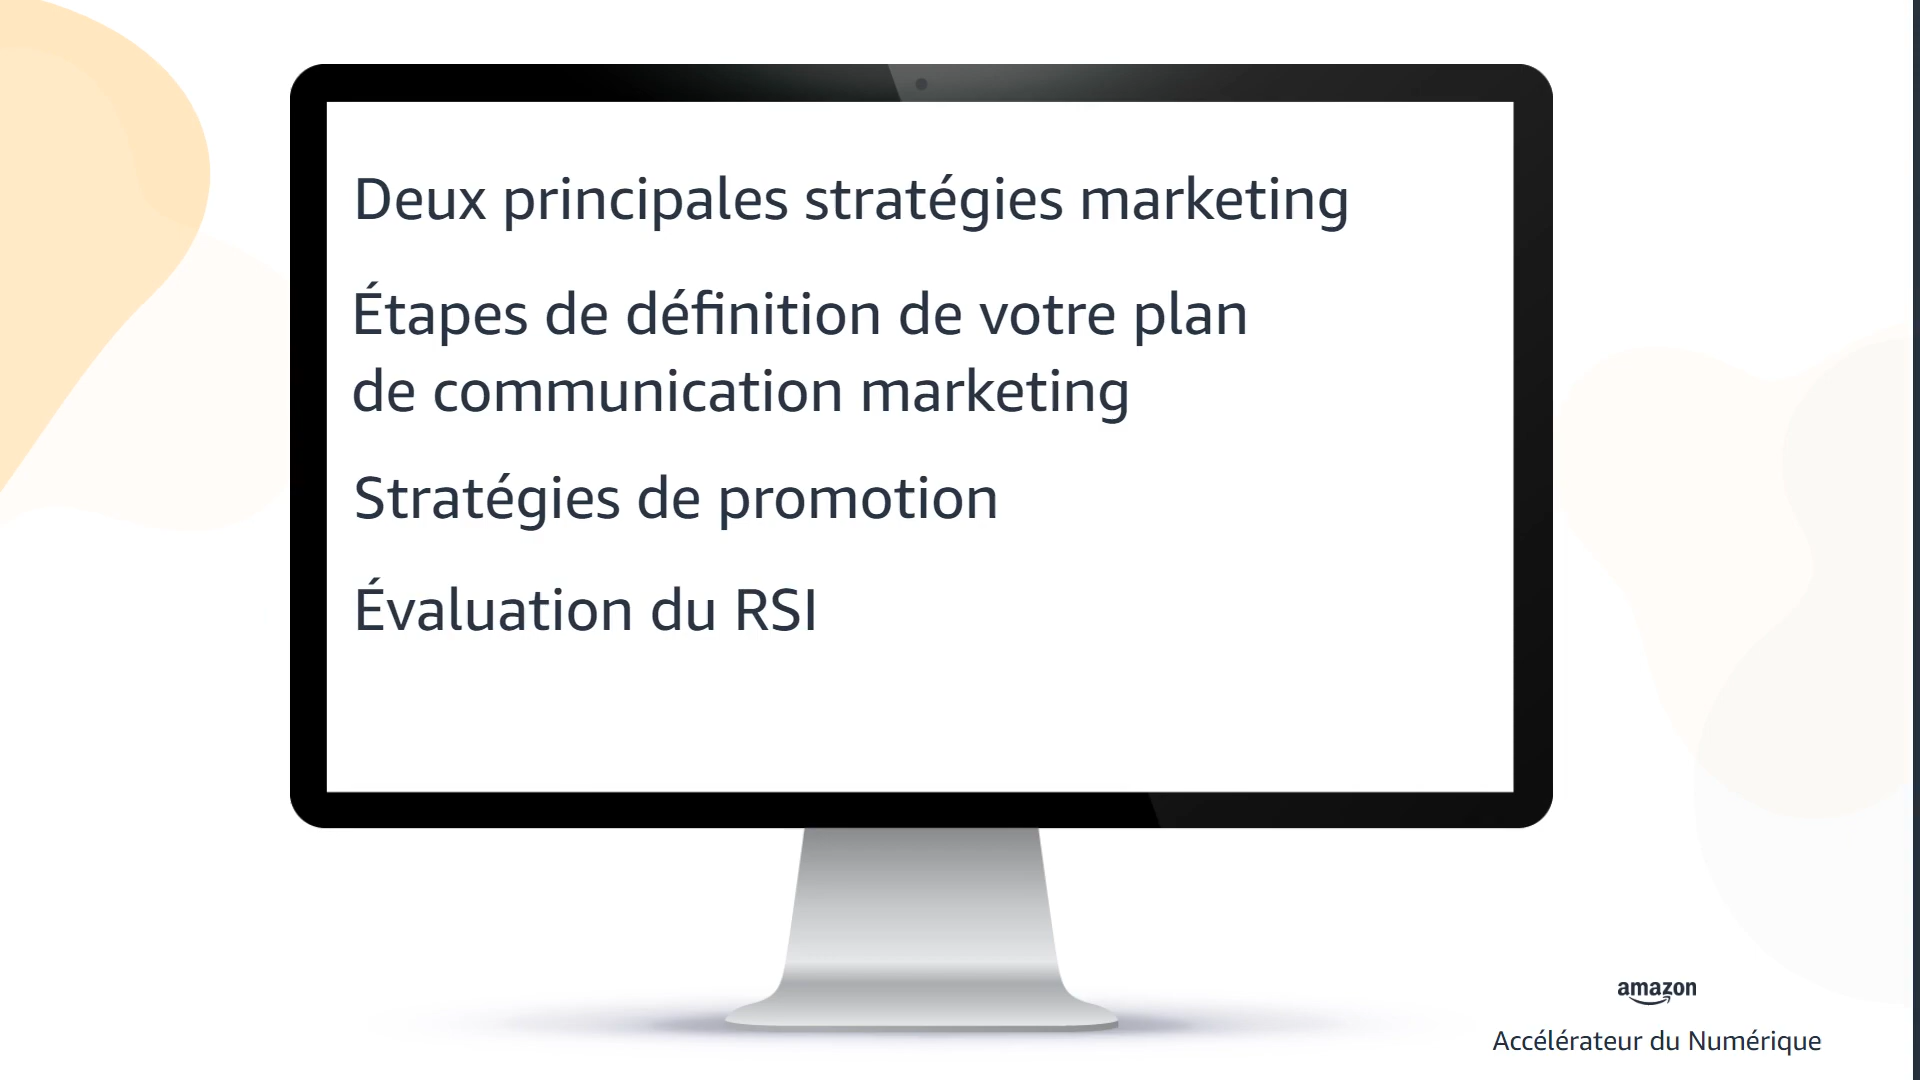 Deux principales stratégies marketing
Étapes de définition de votre plan
de communication marketing
Stratégies de promotion
Évaluation du RSI
amazon
Accélérateur du Numérique